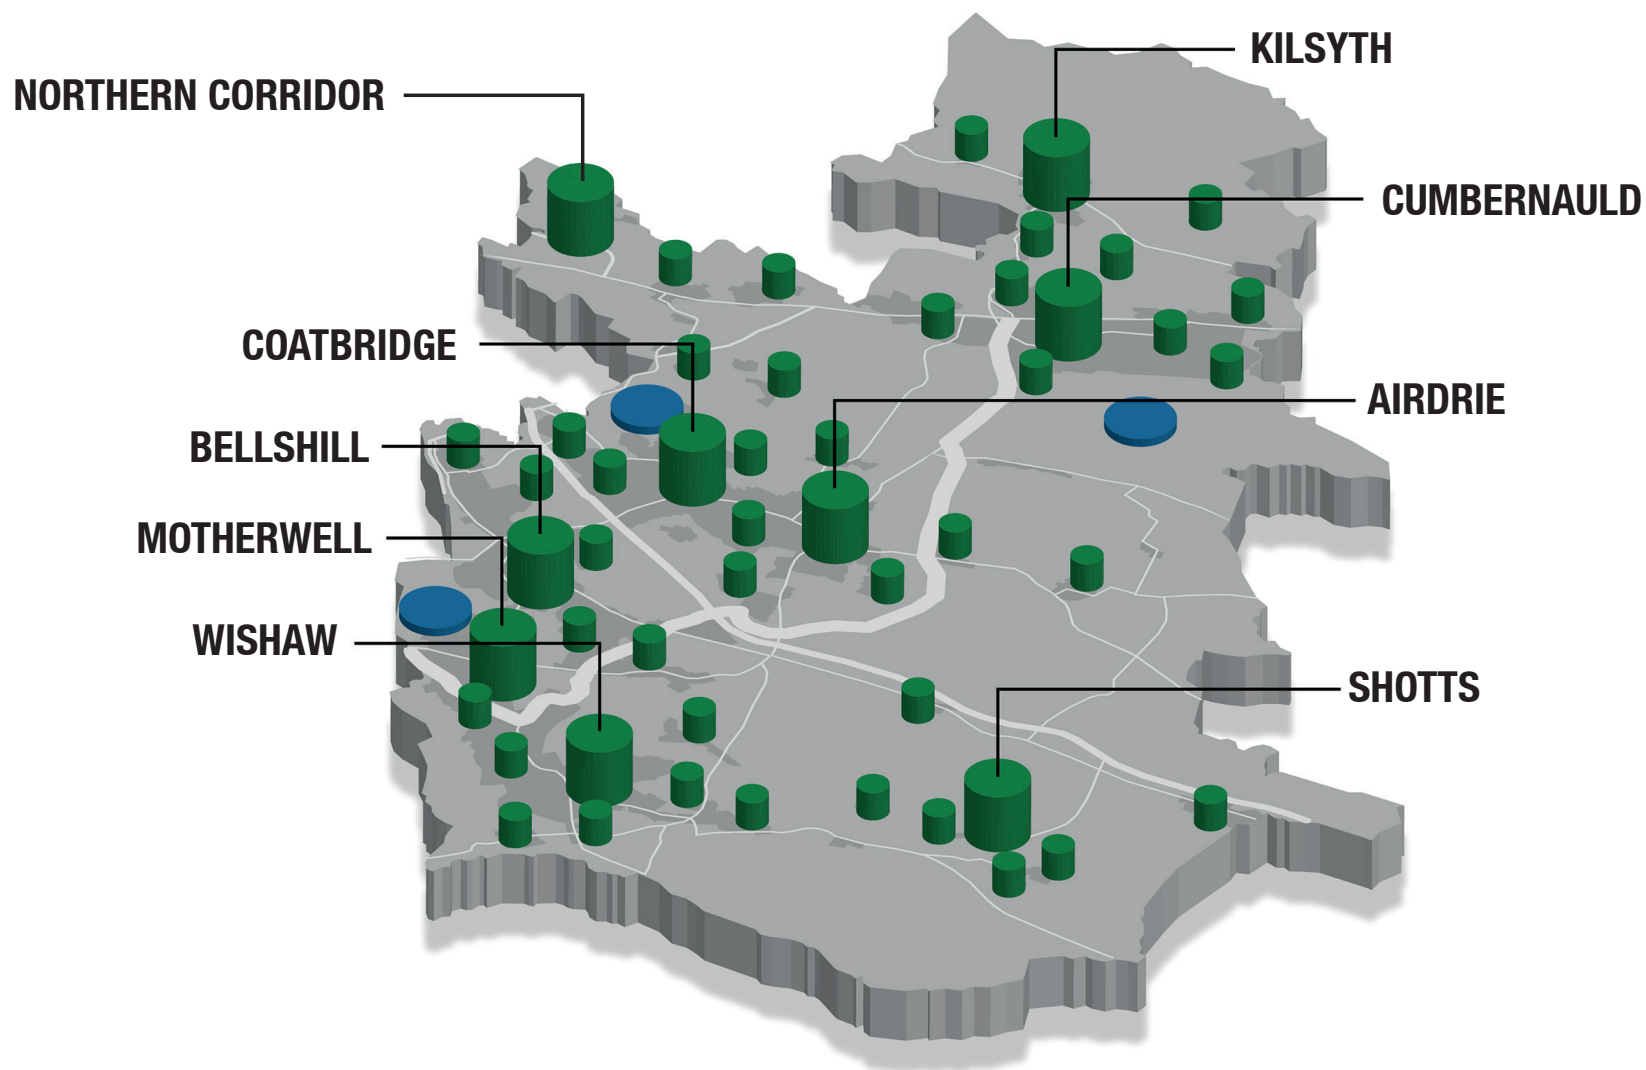 KILSYTH
NORTHERN CORRIDOR
CUMBERNAULD
COATBRIDGE
AIRDRIE
BELLSHILL
MOTHERWELL
WISHAW
SHOTTS